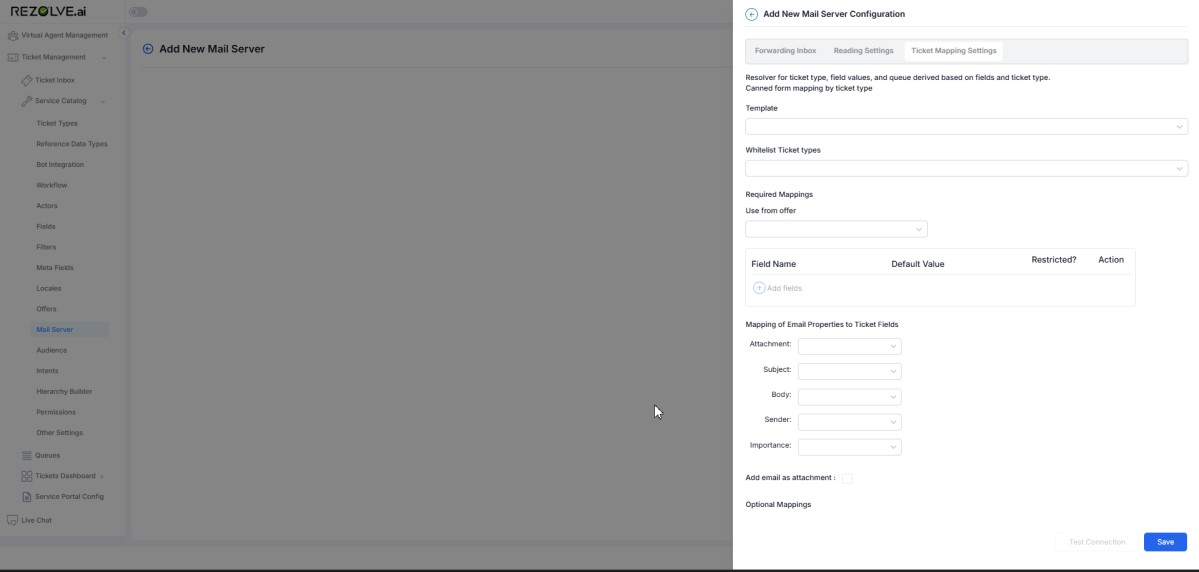 REZOLVE.ai
Virtual Agent Management
Ticket Management
Ticket Inbox
Service Catalog
Ticket Types
Reference Data Types
Bot Integration
Workflow
Actors
Fields
Filters
Meta Fields
Locales
Offers
Mail Server
Audience
Intents
Hierarchy Builder
Permissions
Other Settings
Queues
Tickets Dashboard
Service Portal Config
Live Chat
Add New Mail Server
Add New Mail Server Configuration
Forwarding Inbox Reading Settings Ticket Mapping Settings
Resolver for ticket type, field values, and queue derived based on fields and ticket type.
Canned form mapping by ticket type
Template
Whitelist Ticket types
Required Mappings
Use from offer
Field Name Default Value Restricted? Action
Add fields
Mapping of Email Properties to Ticket Fields
Attachment:
Subject:
Body:
Sender:
Importance:
Add email as attachment :
Optional Mappings
Test Connection Save